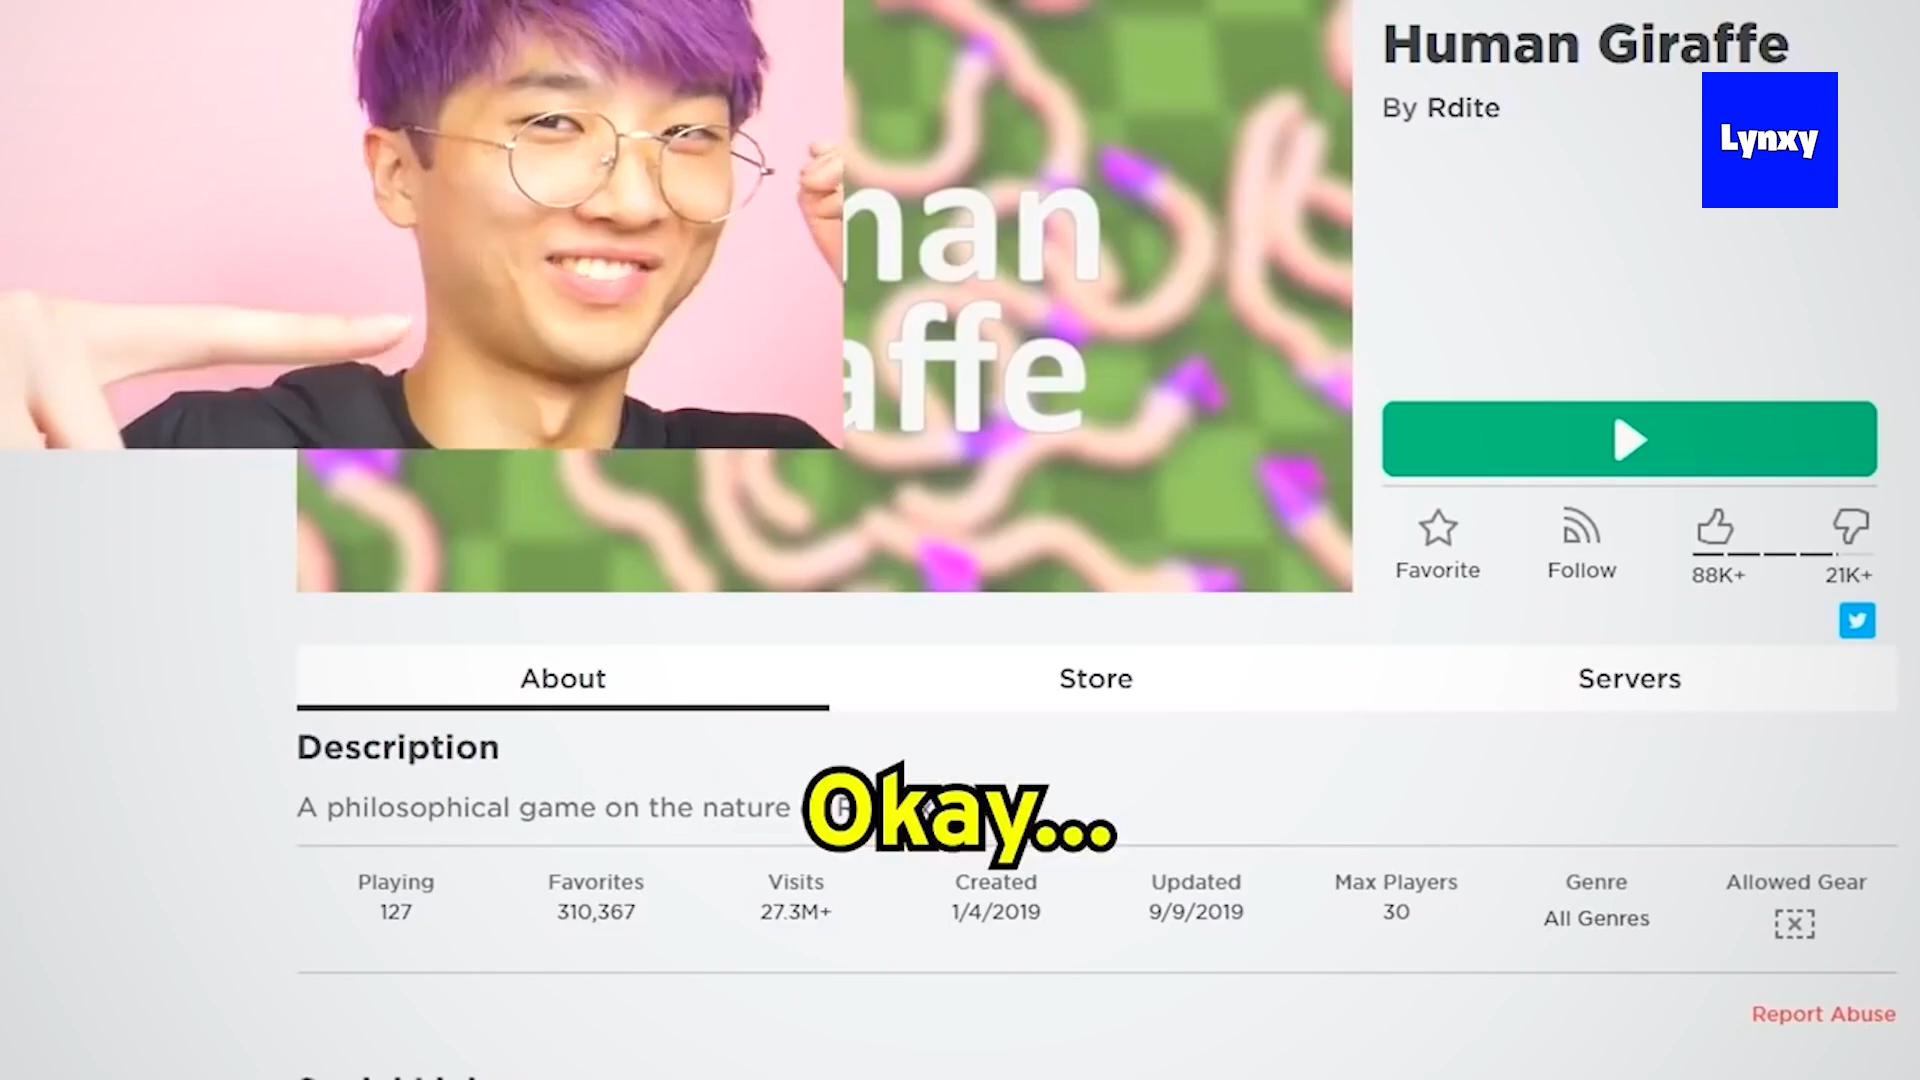 Human Giraffe
By Rdite
Lynxy
nan
affe
Favorite
Follow
88K+
21K+
About
Store
Servers
Description
A philosophical game on the nature
Okay...
Playing
Favorites
Visits
Created
Updated
Max Players
Genre
Allowed Gear
127
310,367
27.3M+
1/4/2019
9/9/2019
30
All Genres
Report Abuse